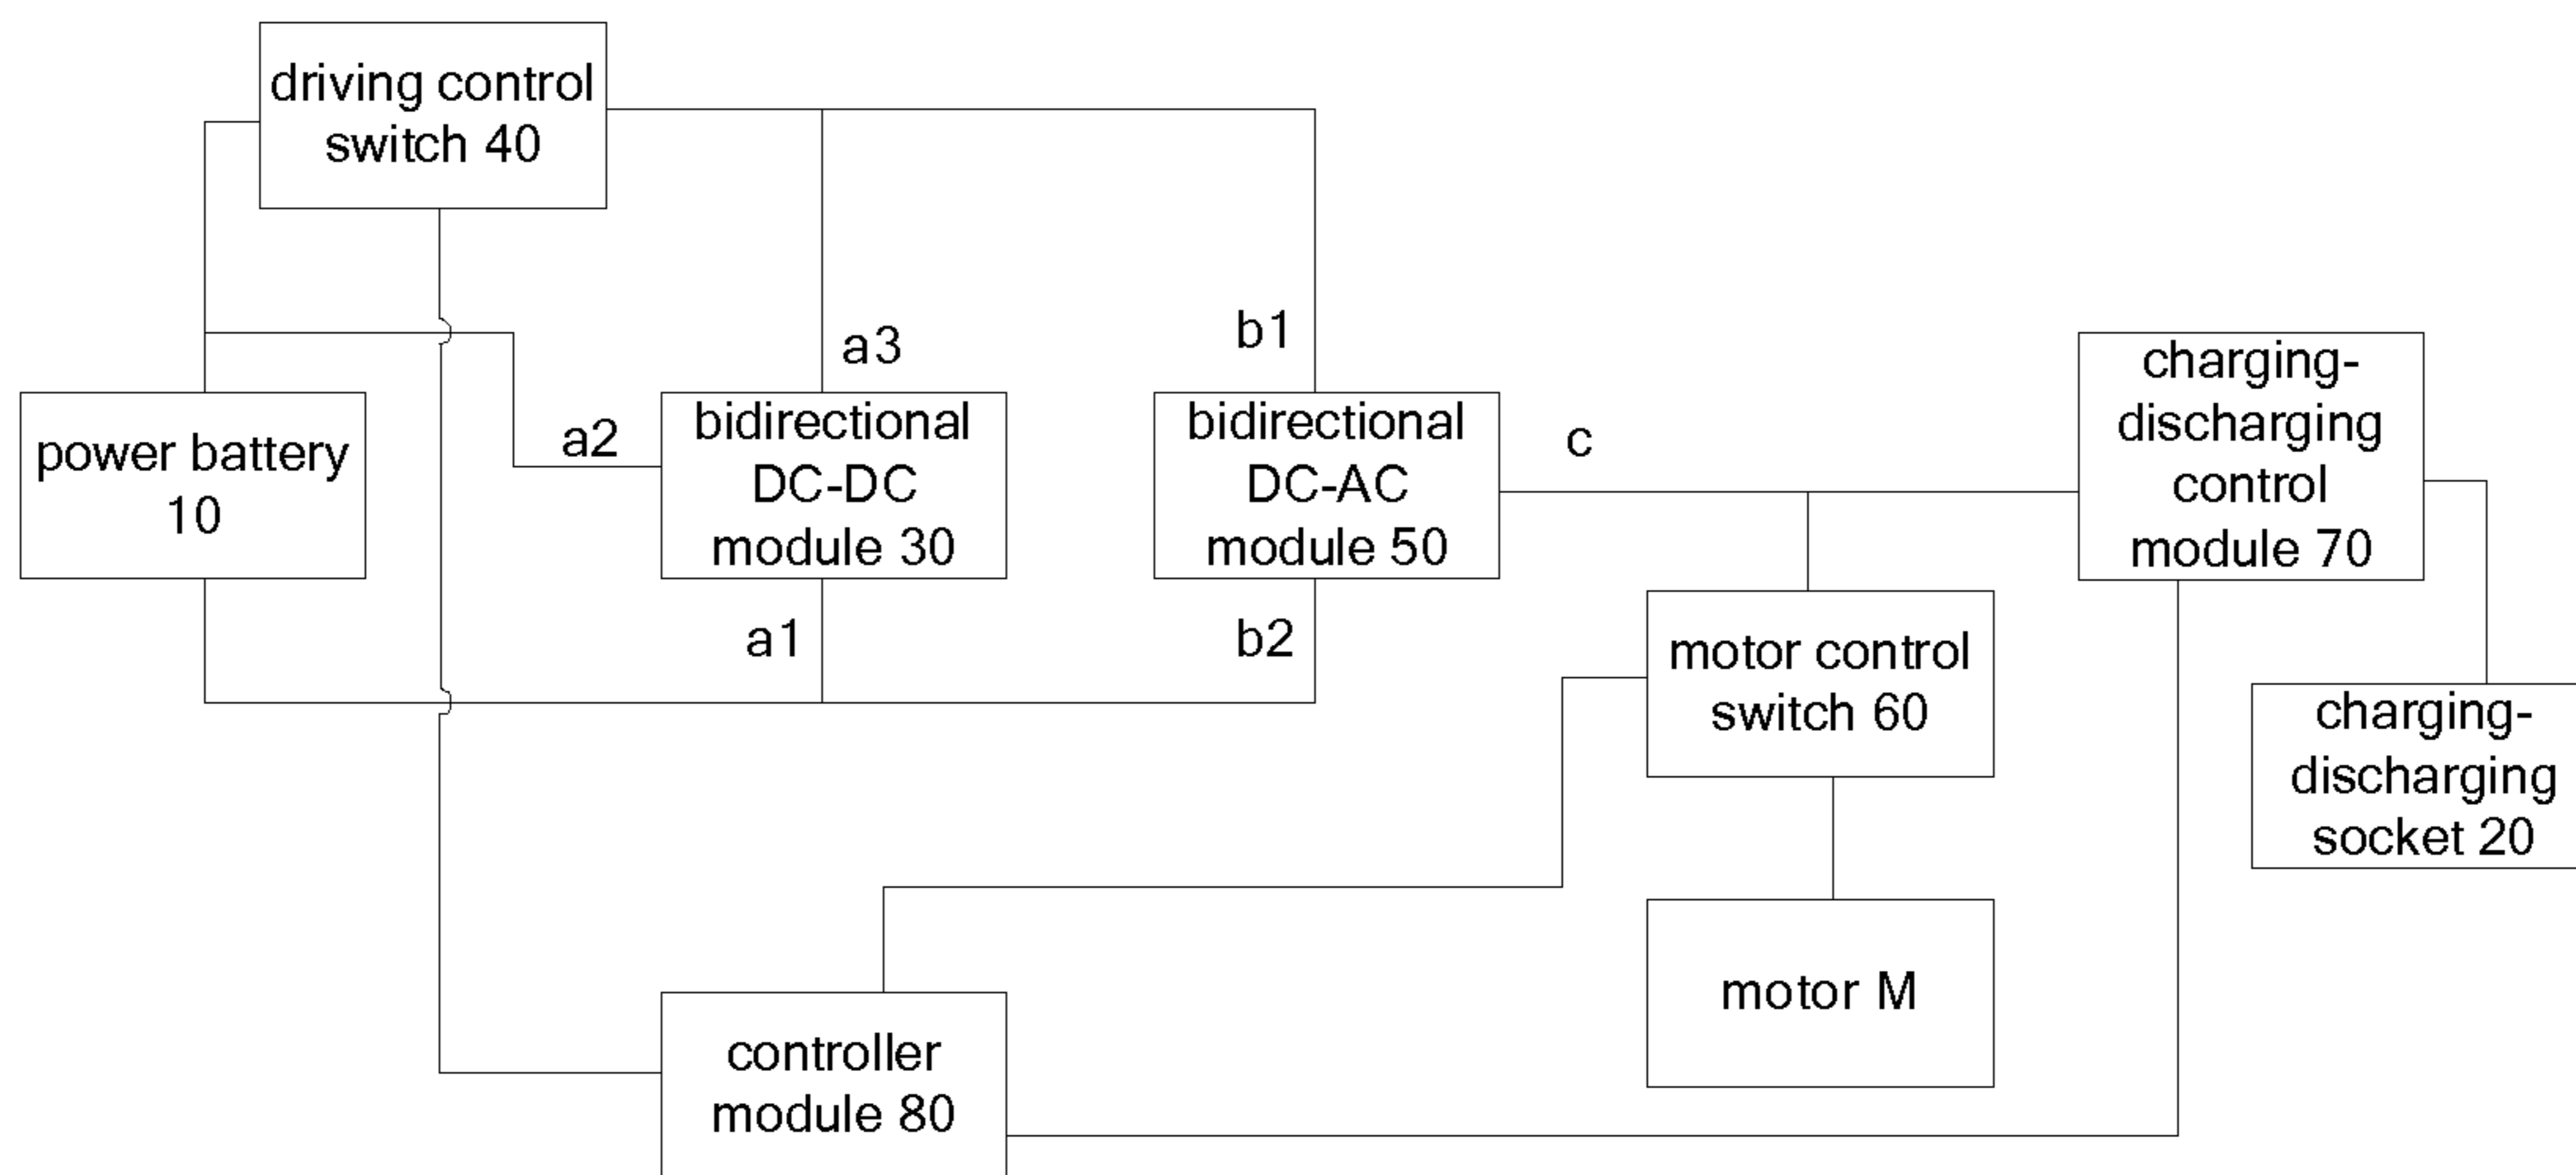 driving control
switch 40
a3
b1
a2
c
power battery
10
bidirectional
DC-DC
module 30
bidirectional
DC-AC
module 50
charging-
discharging
control
module 70
a1
b2
motor control
switch 60
charging-
discharging
socket 20
motor M
controller
module 80